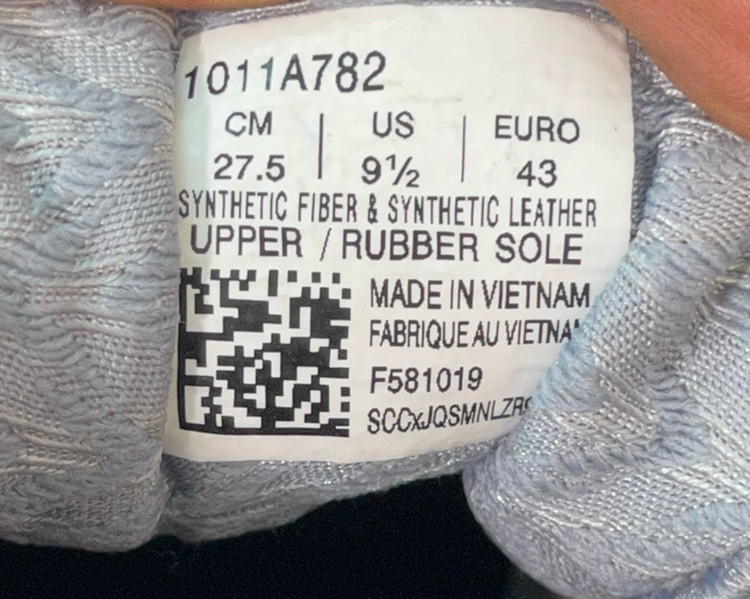 1011A782
CM | US | EURO
27.5 | 9½ | 43
SYNTHETIC FIBER & SYNTHETIC LEATHER
UPPER / RUBBER SOLE
MADE IN VIETNAM
FABRIQUE AU
F581019